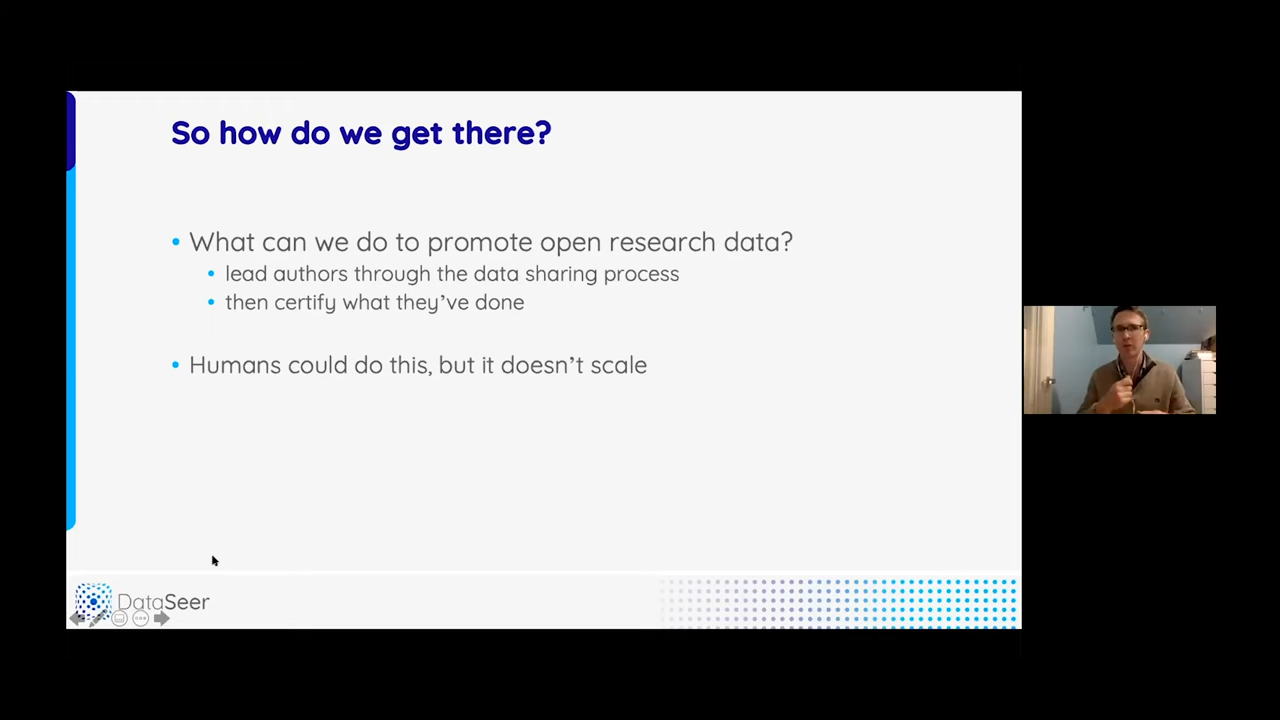 So how do we get there?
• What can we do to promote open research data?
• lead authors through the data sharing process
• then certify what they’ve done
• Humans could do this, but it doesn’t scale
DataSeer